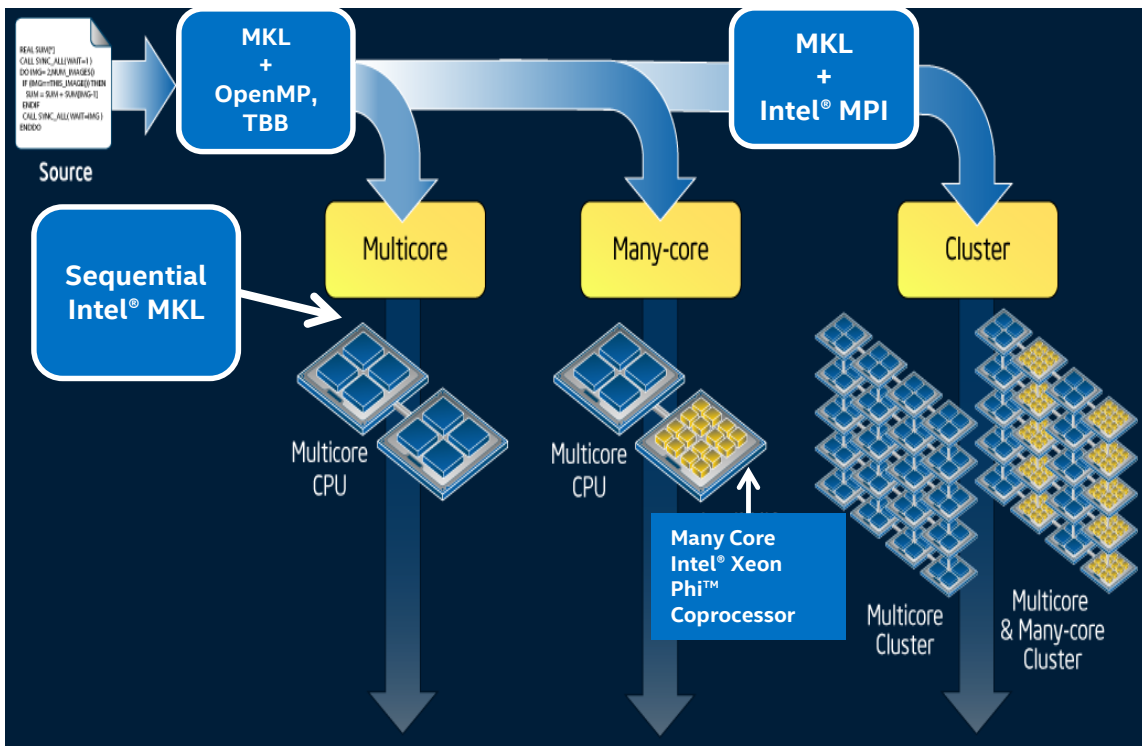 REAL SUM[*]
CALL SYNC_ALL( WAIT=1 )
DO IMG= 2,NUM_IMAGES()
IF (IMG==THIS_IMAGE()) THEN
SUM = SUM + SUM[IMG-1]
ENDIF
CALL SYNC_ALL( WAIT=IMG )
ENDDO
Source
MKL
+
OpenMP,
TBB
MKL
+
Intel® MPI
Sequential
Intel® MKL
Multicore
Many-core
Cluster
Multicore
CPU
Multicore
CPU
Many Core
Intel® Xeon
Phi™
Coprocessor
Multicore
Cluster
Multicore
& Many-core
Cluster